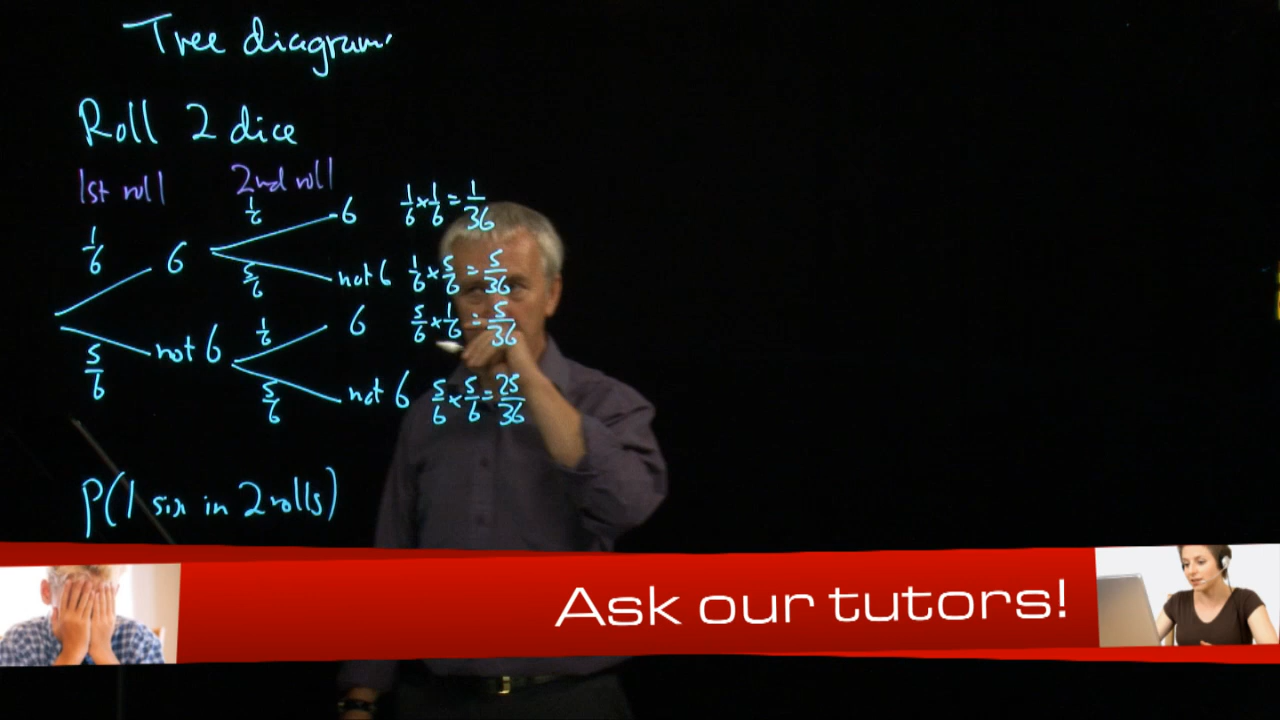 Tree diagram
Roll 2 dice
1st roll 2nd roll
1/6 6 1/6 6 1/6 × 1/6 = 1/36
5/6 not 6 1/6 × 5/6 = 5/36
5/6 not 6 1/6 6 5/6 × 1/6 = 5/36
5/6 not 6 5/6 × 5/6 = 25/36
P(1 six in 2 rolls)
Ask our tutors!